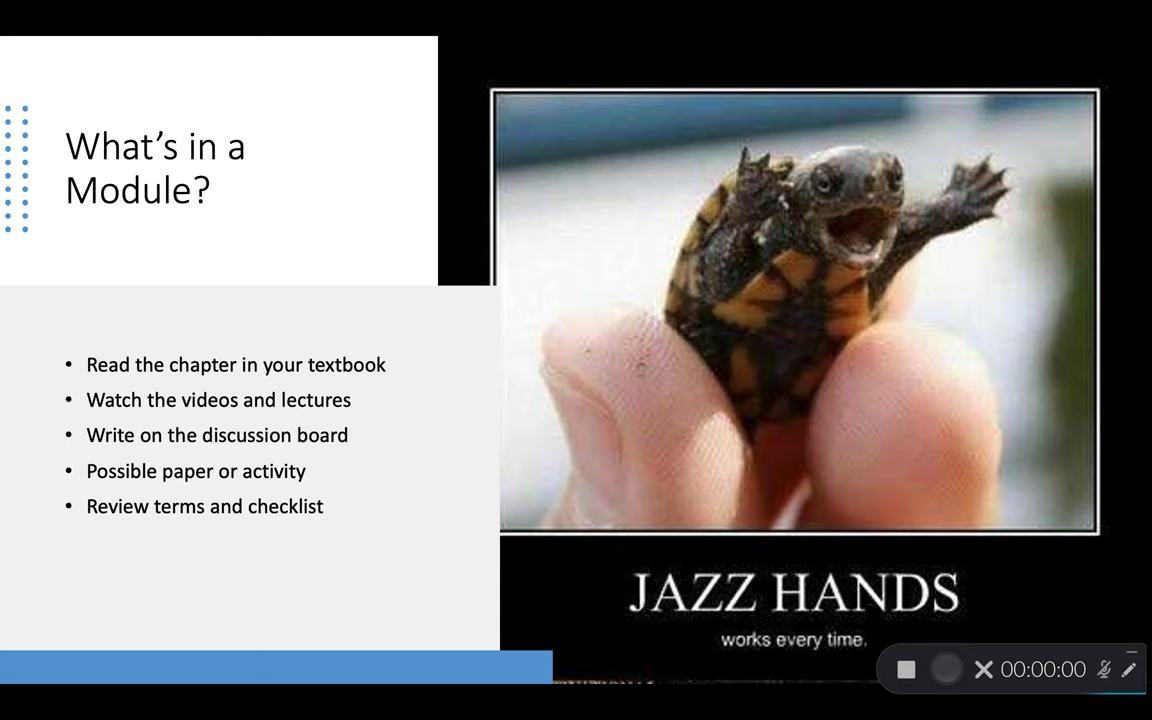 What’s in a
Module?
• Read the chapter in your textbook
• Watch the videos and lectures
• Write on the discussion board
• Possible paper or activity
• Review terms and checklist
JAZZ HANDS
works every time.
00:00:00